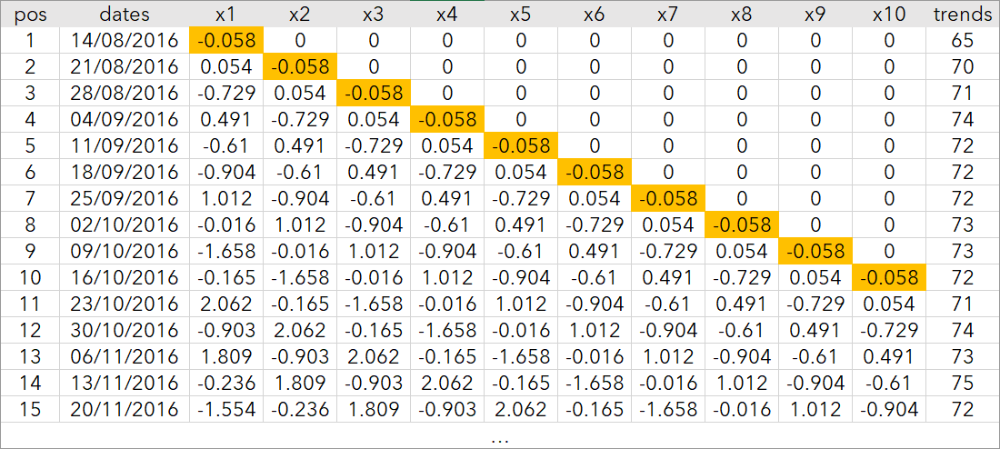 pos dates x1 x2 x3 x4 x5 x6 x7 x8 x9 x10 trends
1 14/08/2016 -0.058 0 0 0 0 0 0 0 0 0 65
2 21/08/2016 0.054 -0.058 0 0 0 0 0 0 0 0 70
3 28/08/2016 -0.729 0.054 -0.058 0 0 0 0 0 0 0 71
4 04/09/2016 0.491 -0.729 0.054 -0.058 0 0 0 0 0 0 74
5 11/09/2016 -0.61 0.491 -0.729 0.054 -0.058 0 0 0 0 0 72
6 18/09/2016 -0.904 -0.61 0.491 -0.729 0.054 -0.058 0 0 0 0 72
7 25/09/2016 1.012 -0.904 -0.61 0.491 -0.729 0.054 -0.058 0 0 0 72
8 02/10/2016 -0.016 1.012 -0.904 -0.61 0.491 -0.729 0.054 -0.058 0 0 73
9 09/10/2016 -1.658 -0.016 1.012 -0.904 -0.61 0.491 -0.729 0.054 -0.058 0 73
10 16/10/2016 -0.165 -1.658 -0.016 1.012 -0.904 -0.61 0.491 -0.729 0.054 -0.058 72
11 23/10/2016 2.062 -0.165 -1.658 -0.016 1.012 -0.904 -0.61 0.491 -0.729 0.054 71
12 30/10/2016 -0.903 2.062 -0.165 -1.658 -0.016 1.012 -0.904 -0.61 0.491 -0.729 74
13 06/11/2016 1.809 -0.903 2.062 -0.165 -1.658 -0.016 1.012 -0.904 -0.61 0.491 73
14 13/11/2016 -0.236 1.809 -0.903 2.062 -0.165 -1.658 -0.016 1.012 -0.904 -0.61 75
15 20/11/2016 -1.554 -0.236 1.809 -0.903 2.062 -0.165 -1.658 -0.016 1.012 -0.904 72
...